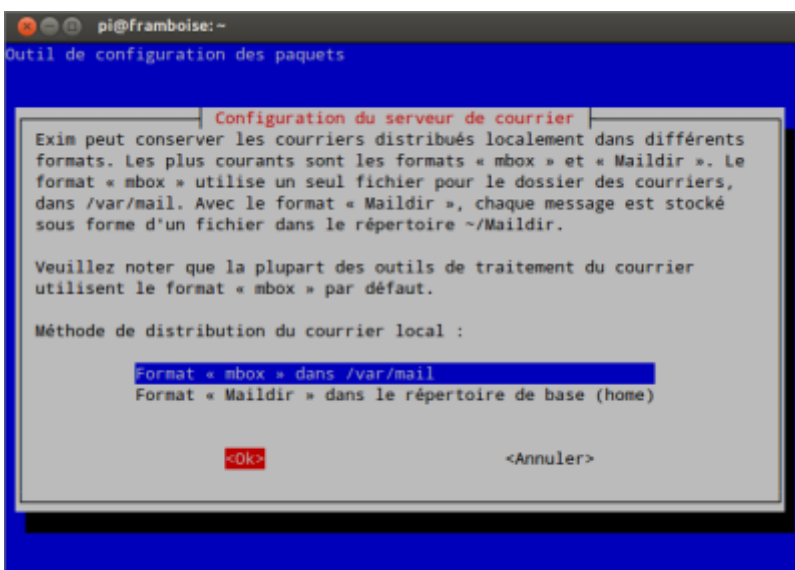 pi@framboise: ~
Outil de configuration des paquets
Configuration du serveur de courrier
Exim peut conserver les courriers distribués localement dans différents
formats. Les plus courants sont les formats « mbox » et « Maildir ». Le
format « mbox » utilise un seul fichier pour le dossier des courriers,
dans /var/mail. Avec le format « Maildir », chaque message est stocké
sous forme d'un fichier dans le répertoire ~/Maildir.
Veuillez noter que la plupart des outils de traitement du courrier
utilisent le format « mbox » par défaut.
Méthode de distribution du courrier local :
Format « mbox » dans /var/mail
Format « Maildir » dans le répertoire de base (home)
<Ok> <Annuler>